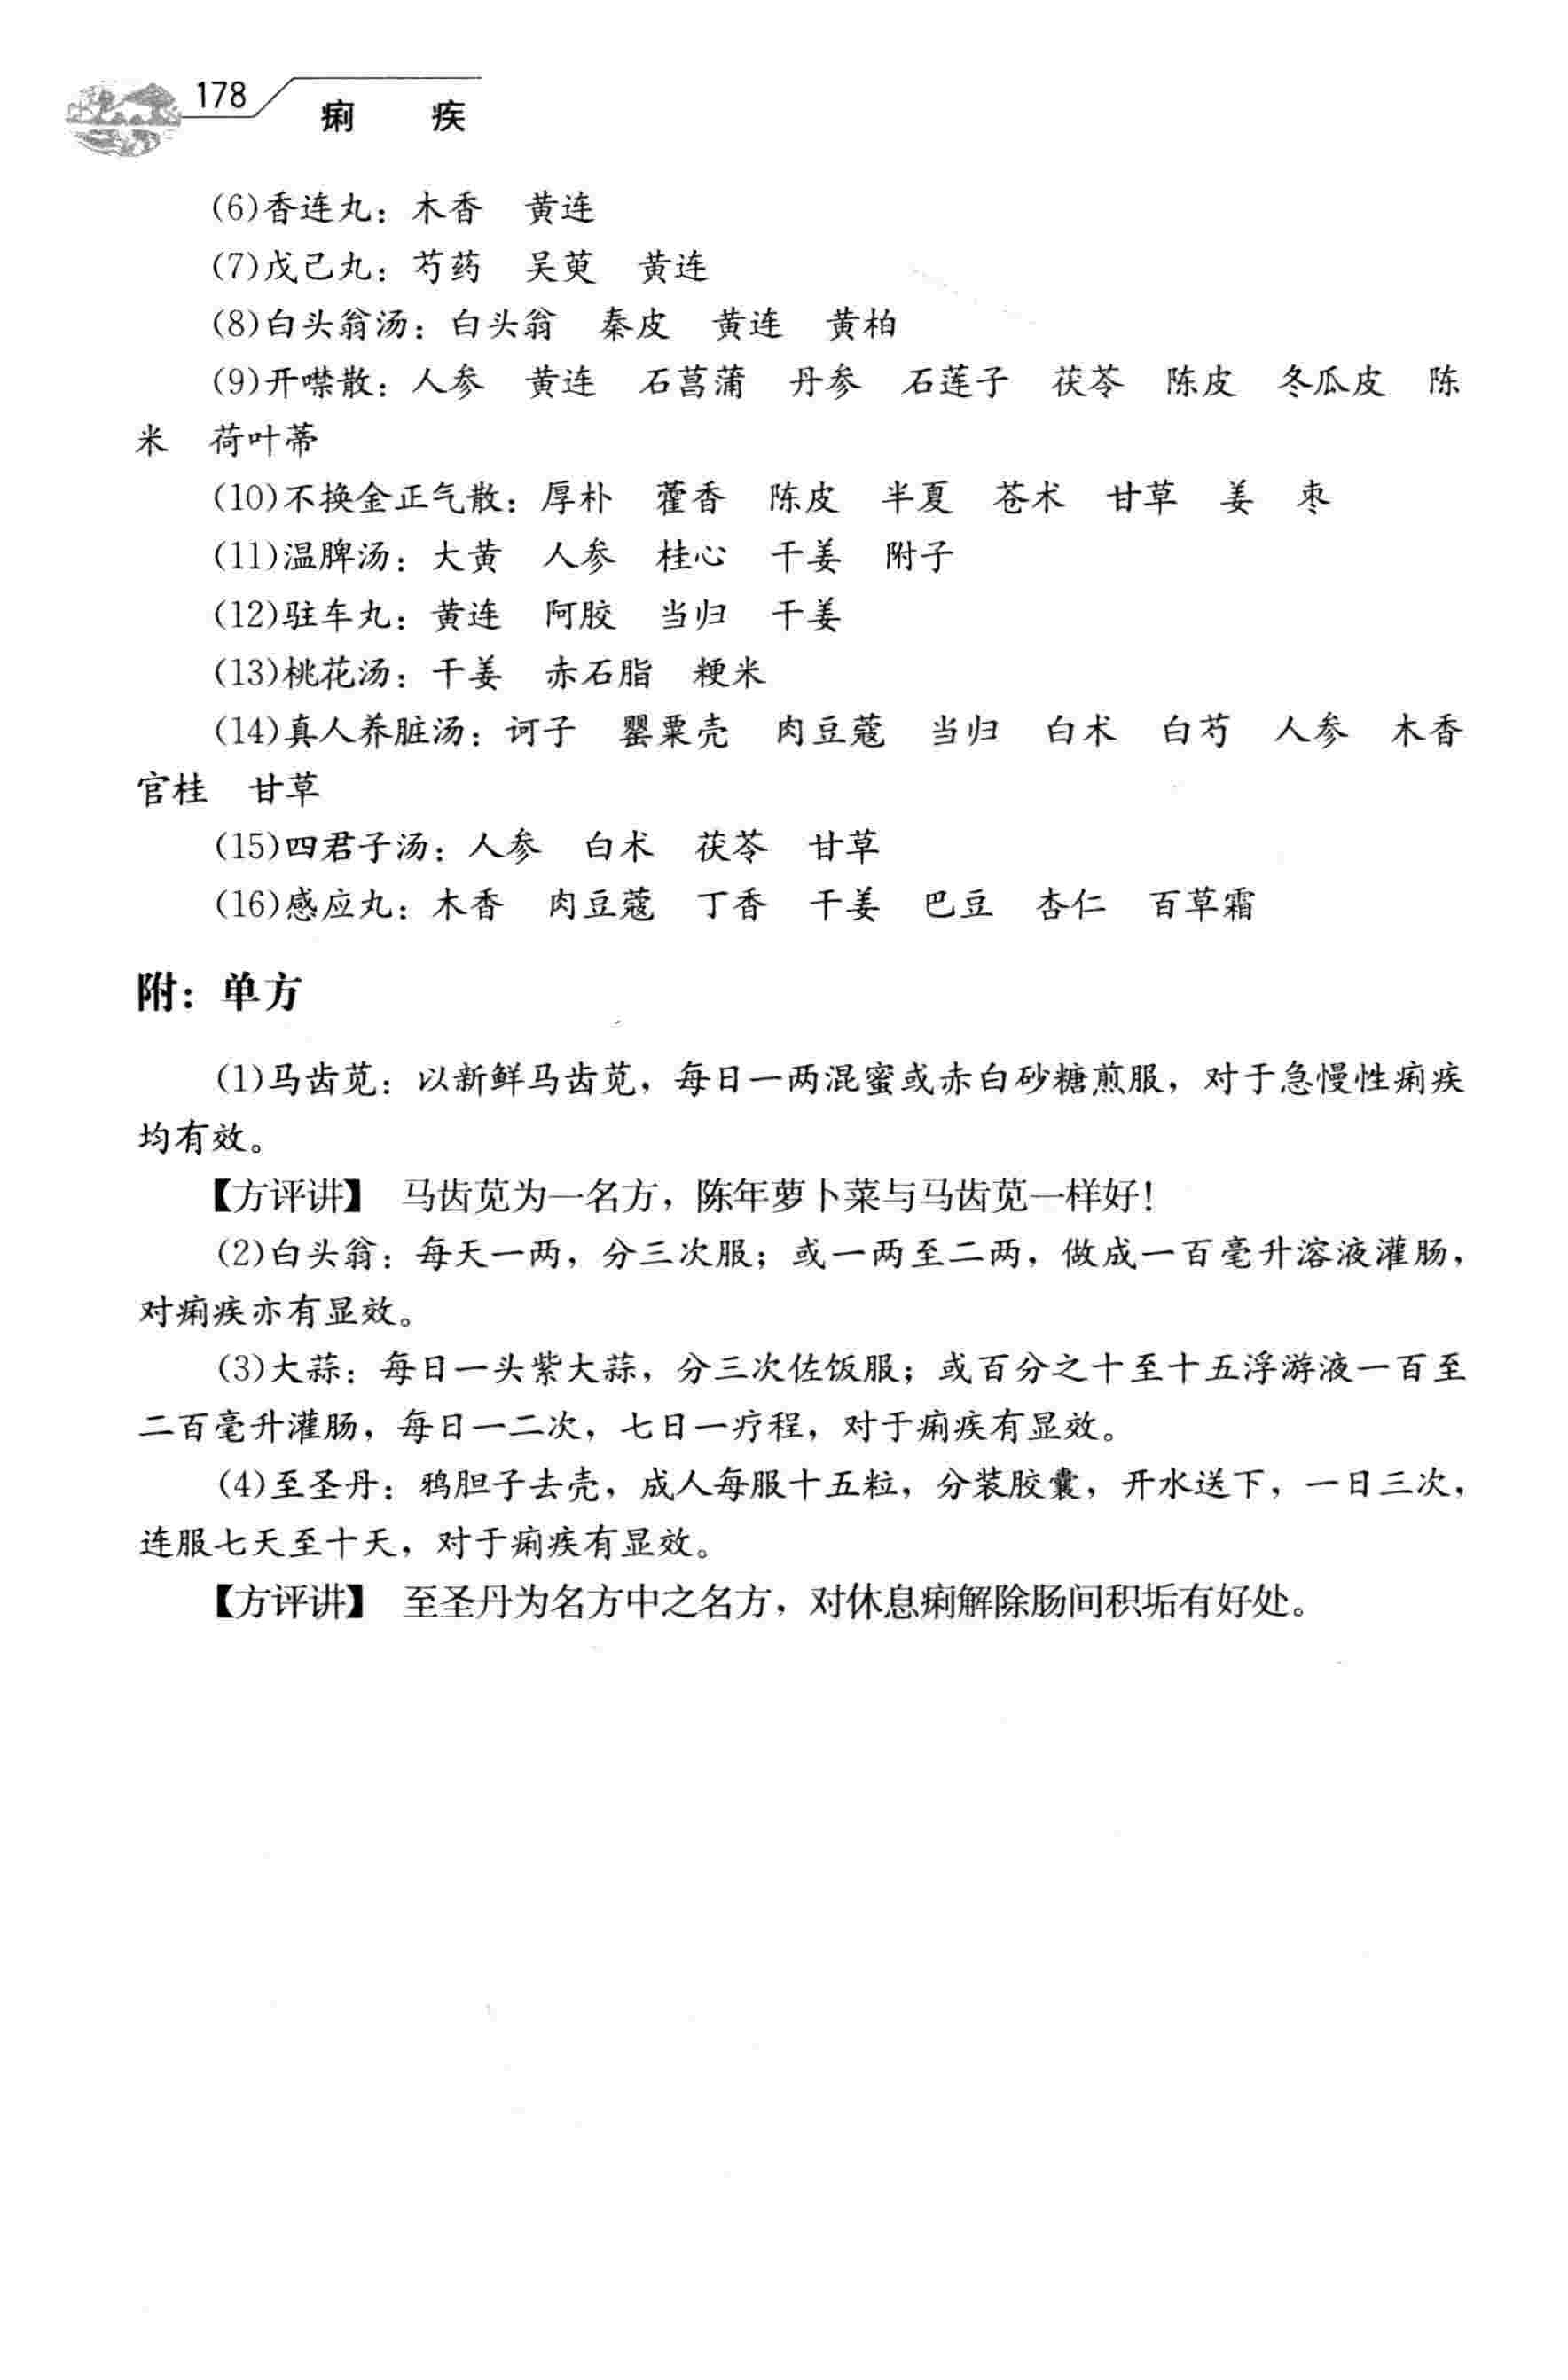 178
痢　疾
(6)香连丸：木香　黄连
(7)戊己丸：芍药　吴萸　黄连
(8)白头翁汤：白头翁　秦皮　黄连　黄柏
(9)开噤散：人参　黄连　石菖蒲　丹参　石莲子　茯苓　陈皮　冬瓜皮　陈
米　荷叶蒂
(10)不换金正气散：厚朴　藿香　陈皮　半夏　苍术　甘草　姜　枣
(11)温脾汤：大黄　人参　桂心　干姜　附子
(12)驻车丸：黄连　阿胶　当归　干姜
(13)桃花汤：干姜　赤石脂　粳米
(14)真人养脏汤：诃子　罂粟壳　肉豆蔻　当归　白术　白芍　人参　木香
官桂　甘草
(15)四君子汤：人参　白术　茯苓　甘草
(16)感应丸：木香　肉豆蔻　丁香　干姜　巴豆　杏仁　百草霜
附：单方
(1)马齿苋：以新鲜马齿苋，每日一两混蜜或赤白砂糖煎服，对于急慢性痢疾
均有效。
【方评讲】　马齿苋为一名方，陈年萝卜菜与马齿苋一样好！
(2)白头翁：每天一两，分三次服；或一两至二两，做成一百毫升溶液灌肠，
对痢疾亦有显效。
(3)大蒜：每日一头紫大蒜，分三次佐饭服；或百分之十至十五浮游液一百至
二百毫升灌肠，每日一二次，七日一疗程，对于痢疾有显效。
(4)至圣丹：鸦胆子去壳，成人每服十五粒，分装胶囊，开水送下，一日三次，
连服七天至十天，对于痢疾有显效。
【方评讲】　至圣丹为名方中之名方，对休息痢解除肠间积垢有好处。